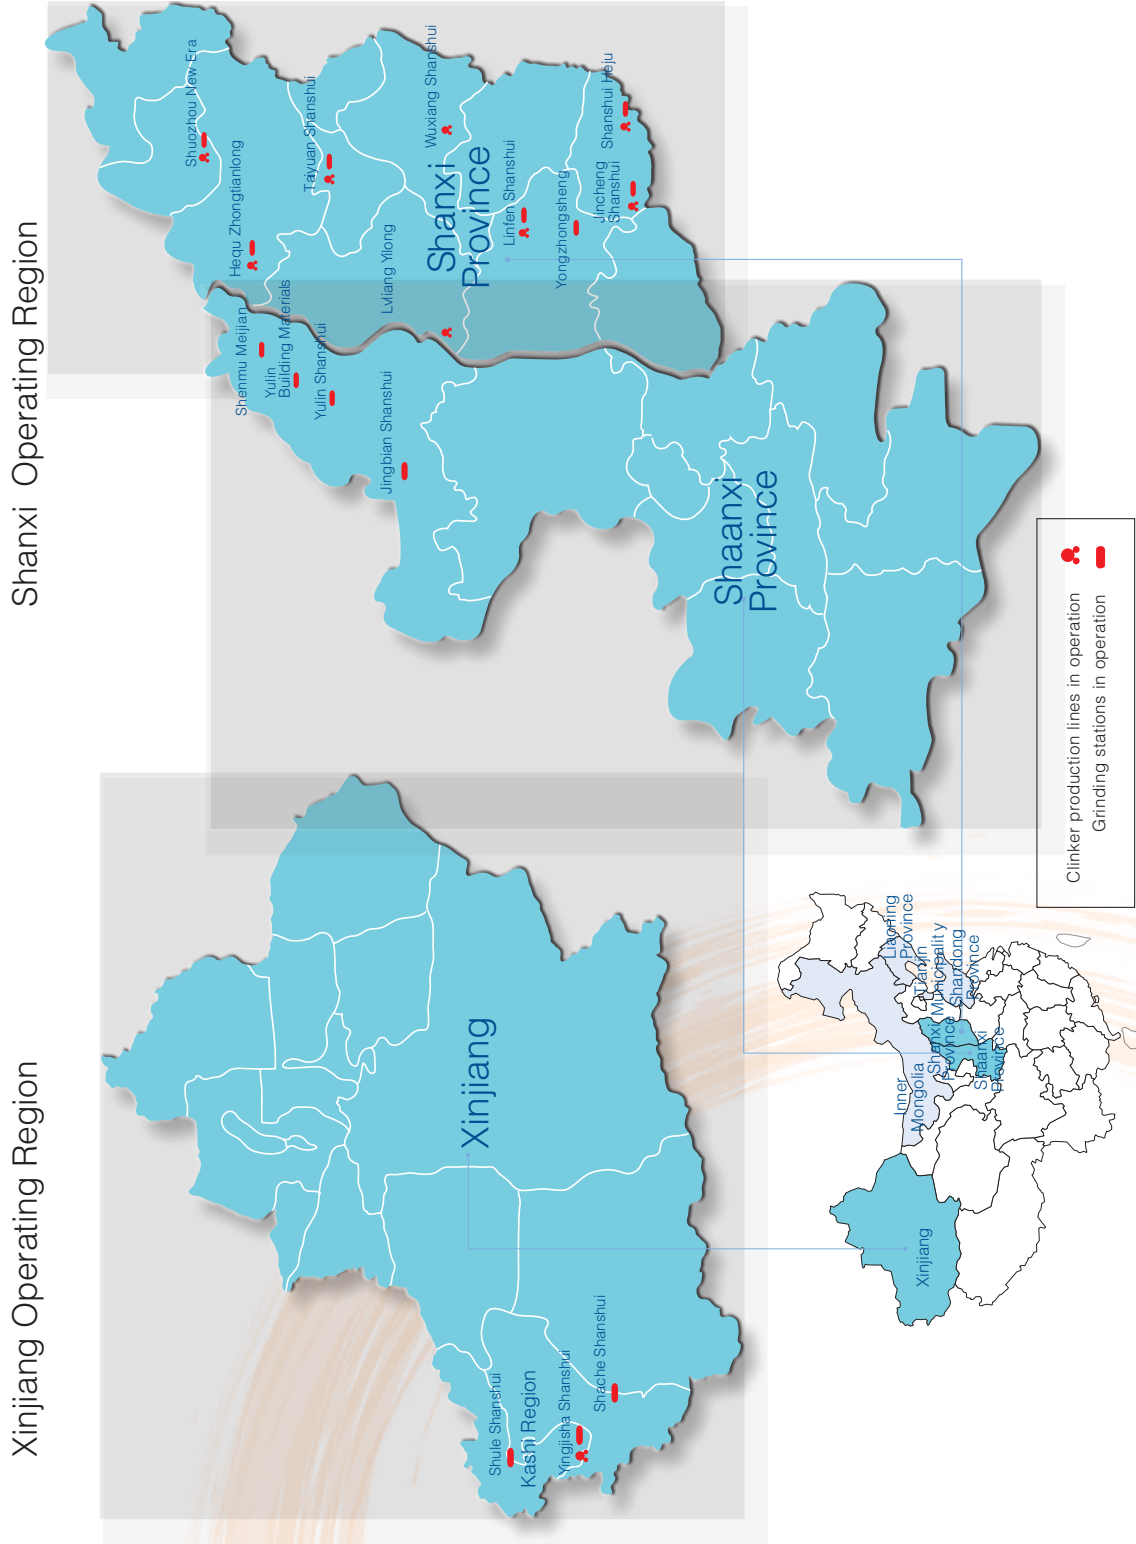 Xinjiang Operating Region
Shanxi Operating Region
Xinjiang
Shule Shanshui
Kashi Region
Yingjisha Shanshui
Shache Shanshui
Shuozhou New Era
Hequ Zhongtianlong
Taiyuan Shanshui
Wuxiang Shanshui
Lvliang Yilong
Shanxi
Province
Linfen Shanshui
Yongzhongsheng
Jincheng
Shanshui
Shanshui Heju
Shenmu Meijian
Yulin
Building Materials
Yulin Shanshui
Jingbian Shanshui
Shaanxi
Province
Xinjiang
Inner
Mongolia
Liaoning
Province
Tianjin
Municipality
Shanxi
Province
Shandong
Province
Shaanxi
Province
Clinker production lines in operation
Grinding stations in operation